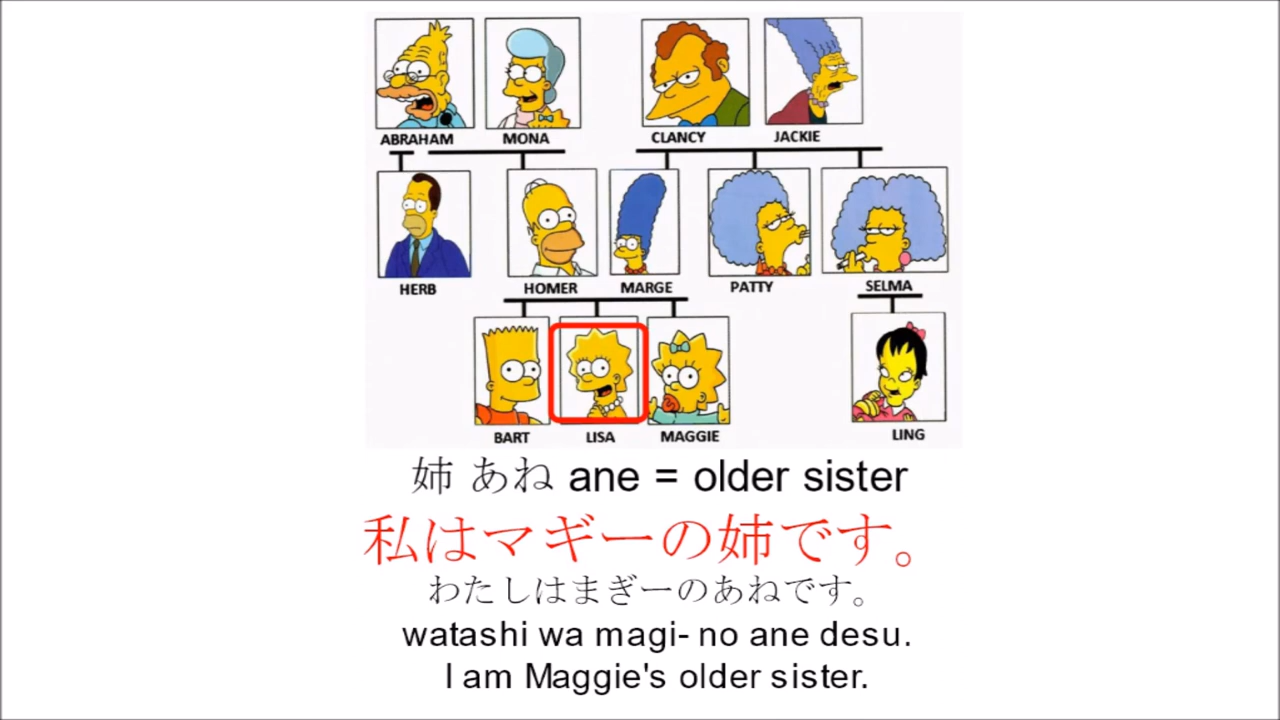 ABRAHAM MONA CLANCY JACKIE
HERB HOMER MARGE PATTY SELMA
BART LISA MAGGIE LING
姉 あね ane = older sister
私はマギーの姉です。
わたしはまぎーのあねです。
watashi wa magi- no ane desu.
I am Maggie's older sister.